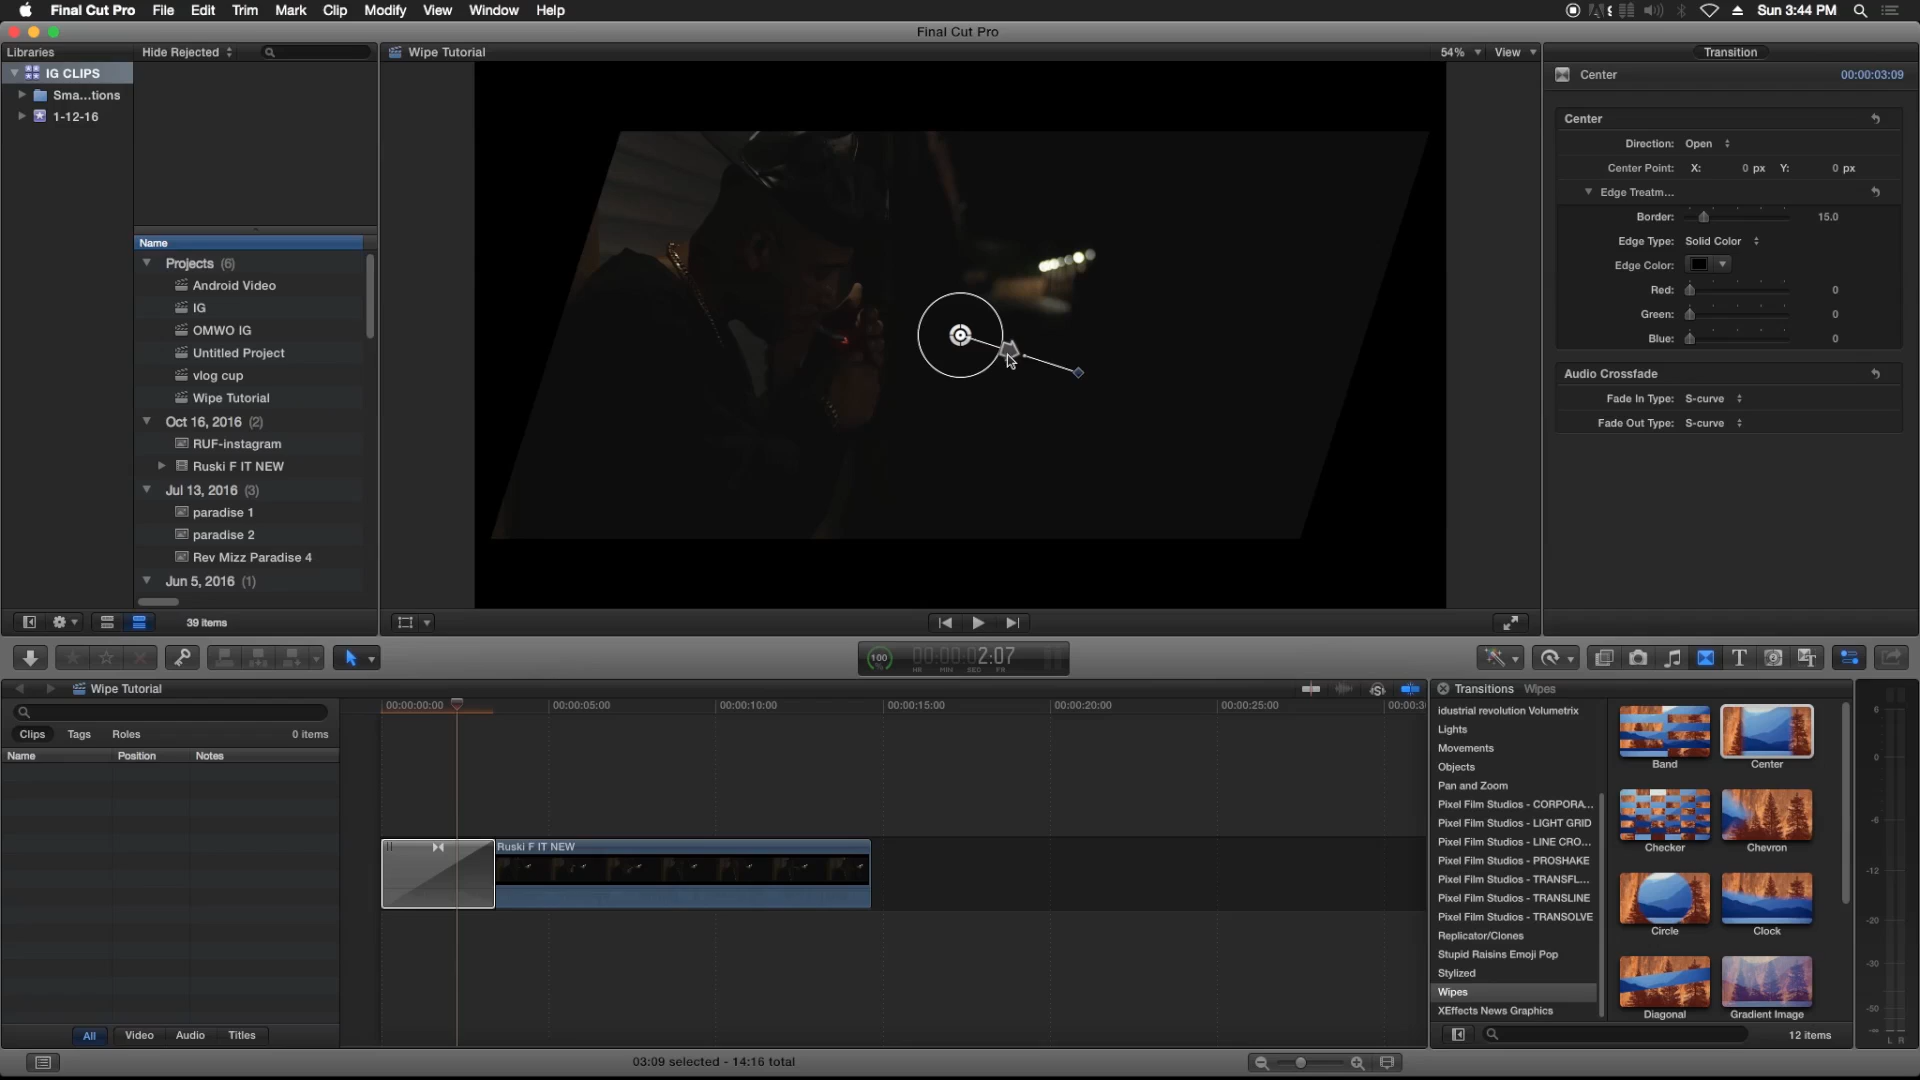 Final Cut Pro File Edit Trim Mark Clip Modify View Window Help
Sun 3:44 PM
Final Cut Pro
Libraries
IG CLIPS
Sma...tions
1-12-16
Hide Rejected
Name
Projects (6)
Android Video
IG
OMWO IG
Untitled Project
vlog cup
Wipe Tutorial
Oct 16, 2016 (2)
RUF-instagram
Ruski F IT NEW
Jul 13, 2016 (3)
paradise 1
paradise 2
Rev Mizz Paradise 4
Jun 5, 2016 (1)
39 items
Wipe Tutorial
54% View
Transition
Center 00:00:03:09
Center
Direction: Open
Center Point: X: 0 px Y: 0 px
Edge Treatm...
Border: 15.0
Edge Type: Solid Color
Edge Color:
Red: 0
Green: 0
Blue: 0
Audio Crossfade
Fade In Type: S-curve
Fade Out Type: S-curve
100 00:00:02:07
HR MIN SEC FR
Wipe Tutorial
Clips Tags Roles 0 items
Name Position Notes
All Video Audio Titles
00:00:00:00 00:00:05:00 00:00:10:00 00:00:15:00 00:00:20:00 00:00:25:00 00:00:3
Ruski F IT NEW
03:09 selected - 14:16 total
Transitions Wipes
idustrial revolution Volumetrix
Lights
Movements
Objects
Pan and Zoom
Pixel Film Studios - CORPORA...
Pixel Film Studios - LIGHT GRID
Pixel Film Studios - LINE CRO...
Pixel Film Studios - PROSHAKE
Pixel Film Studios - TRANSFL...
Pixel Film Studios - TRANSLINE
Pixel Film Studios - TRANSOLVE
Replicator/Clones
Stupid Raisins Emoji Pop
Stylized
Wipes
XEffects News Graphics
Band Center
Checker Chevron
Circle Clock
Diagonal Gradient Image
12 items
6
0
-6
-12
-20
-30
-50
L R